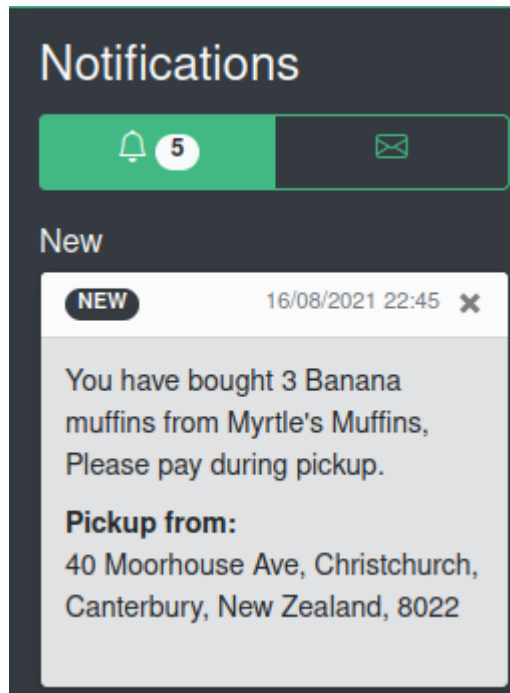 Notifications
5
New
NEW 16/08/2021 22:45
You have bought 3 Banana
muffins from Myrtle's Muffins,
Please pay during pickup.
Pickup from:
40 Moorhouse Ave, Christchurch,
Canterbury, New Zealand, 8022